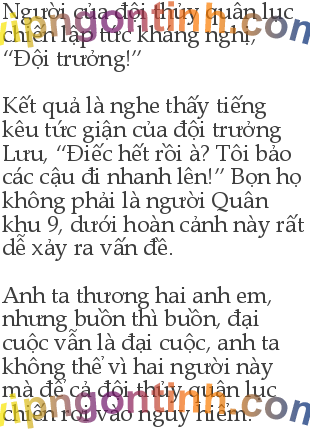 Người của đội thủy quân lục
chiến lập tức kháng nghị,
“Đội trưởng!”
Kết quả là nghe thấy tiếng
kêu tức giận của đội trưởng
Lưu, “Điếc hết rồi à? Tôi bảo
các cậu đi nhanh lên!” Bọn họ
không phải là người Quân
khu 9, dưới hoàn cảnh này rất
dễ xảy ra vấn đề.
Anh ta thương hai anh em,
nhưng buồn thì buồn, đại
cuộc vẫn là đại cuộc, anh ta
không thể vì hai người này
mà để cả đội thủy quân lục
chiến rơi vào nguy hiểm.
vipngontinh.com
vipngontinh.com